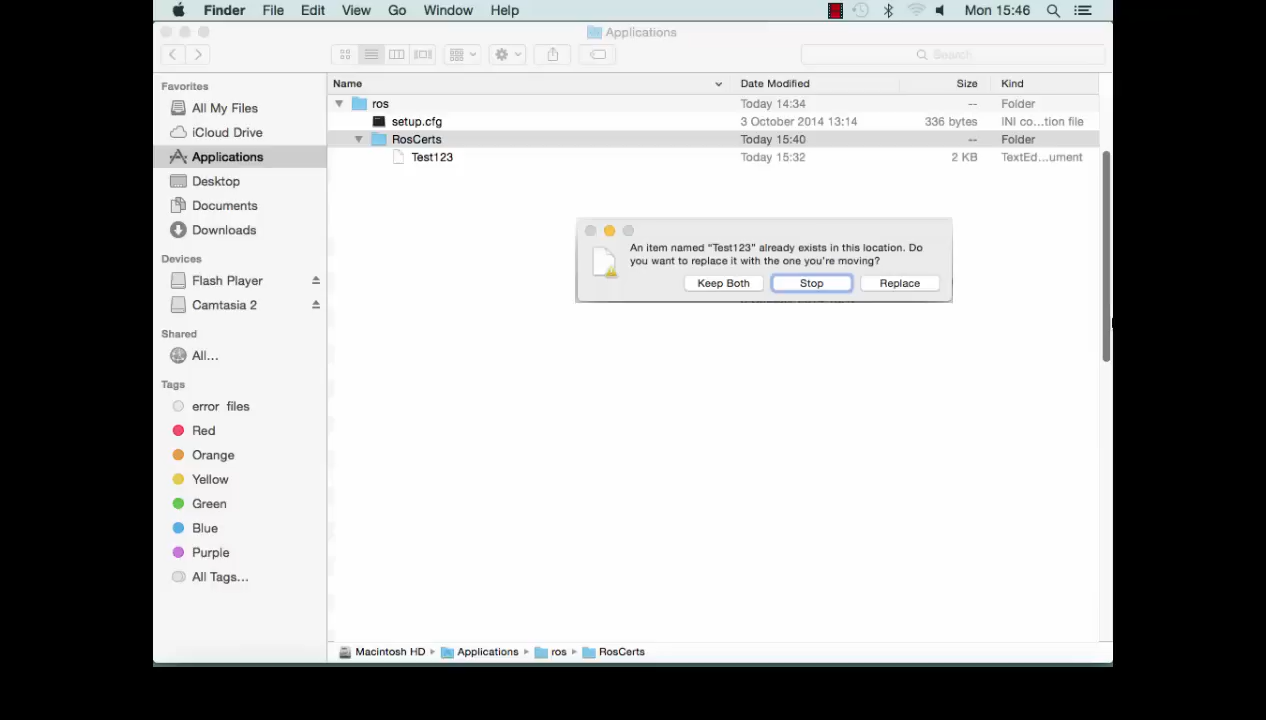 Finder File Edit View Go Window Help Mon 15:46
Applications
Search
Favorites
All My Files
iCloud Drive
Applications
Desktop
Documents
Downloads
Devices
Flash Player
Camtasia 2
Shared
All...
Tags
error files
Red
Orange
Yellow
Green
Blue
Purple
All Tags...
Name Date Modified Size Kind
ros Today 14:34 -- Folder
setup.cfg 3 October 2014 13:14 336 bytes INI co...tion file
RosCerts Today 15:40 -- Folder
Test123 Today 15:32 2 KB TextEd...ument
An item named “Test123” already exists in this location. Do
you want to replace it with the one you’re moving?
Keep Both Stop Replace
Macintosh HD Applications ros RosCerts